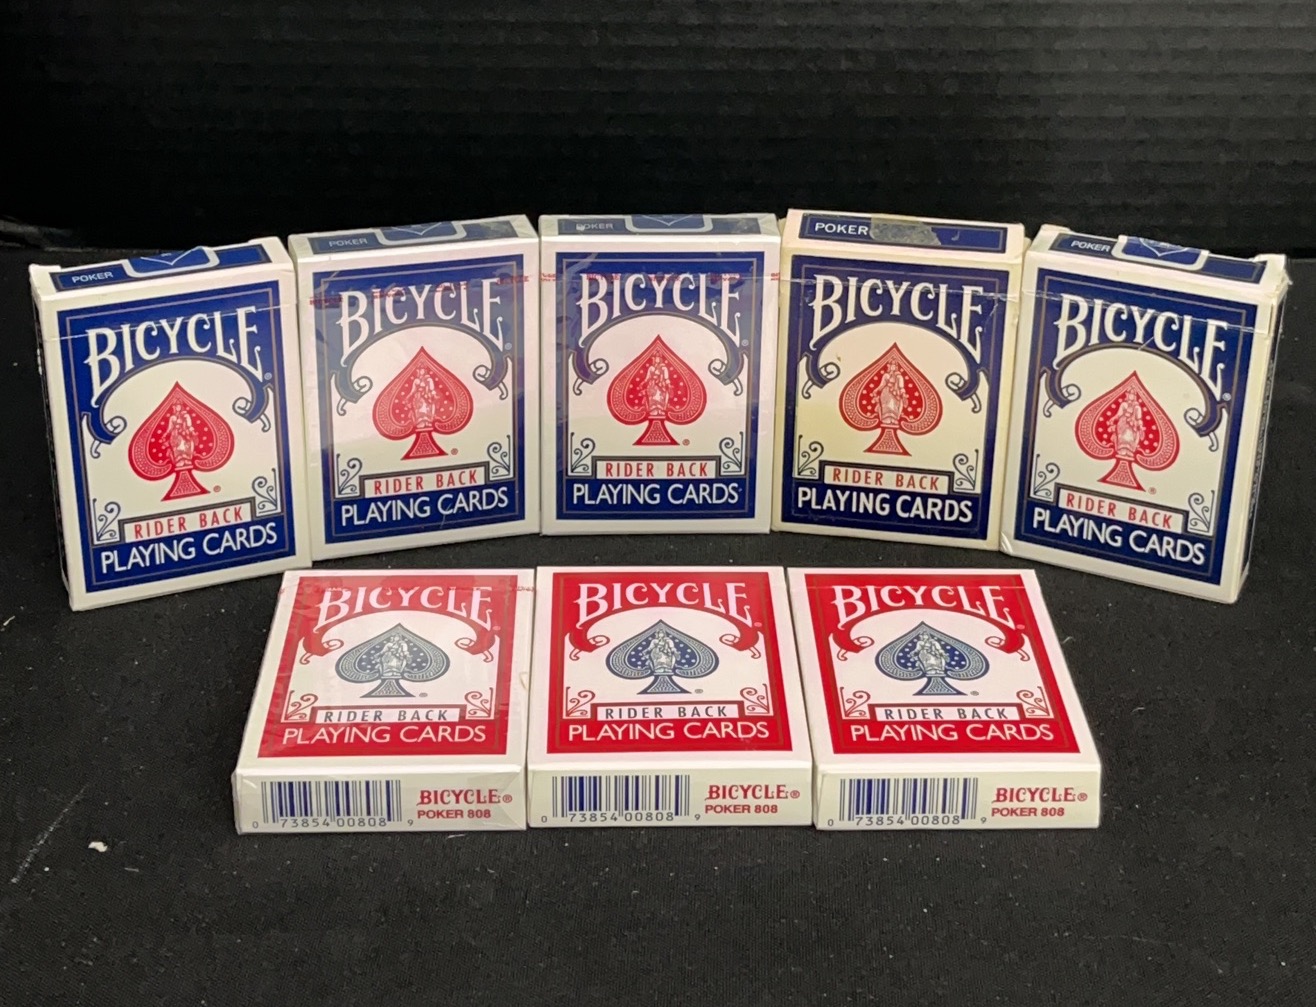 POKER
BICYCLE®
®
RIDER BACK
PLAYING CARDS
POKER
BICYCLE®
®
RIDER BACK
PLAYING CARDS
POKER
BICYCLE®
®
RIDER BACK
PLAYING CARDS
POKER
BICYCLE®
®
RIDER BACK
PLAYING CARDS
POKER
BICYCLE®
®
RIDER BACK
PLAYING CARDS
BICYCLE®
®
RIDER BACK
PLAYING CARDS
0 73854 00808 9
BICYCLE®
POKER 808
BICYCLE®
®
RIDER BACK
PLAYING CARDS
0 73854 00808 9
BICYCLE®
POKER 808
BICYCLE®
®
RIDER BACK
PLAYING CARDS
0 73854 00808 9
BICYCLE®
POKER 808